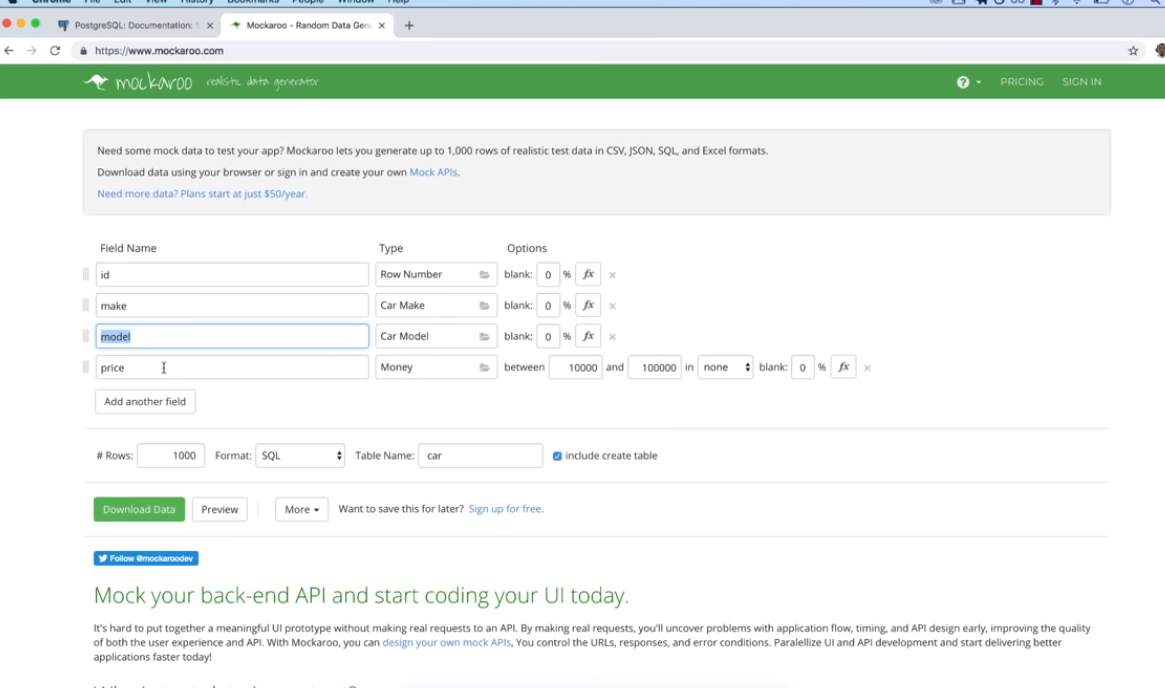 Chrome File Edit View History Bookmarks People Window Help
PostgreSQL: Documentation: × Mockaroo - Random Data Gen × +
https://www.mockaroo.com
mockaroo realistic data generator PRICING SIGN IN
Need some mock data to test your app? Mockaroo lets you generate up to 1,000 rows of realistic test data in CSV, JSON, SQL, and Excel formats.
Download data using your browser or sign in and create your own Mock APIs.
Need more data? Plans start at just $50/year.
Field Name Type Options
id Row Number blank: 0 % fx ×
make Car Make blank: 0 % fx ×
model Car Model blank: 0 % fx ×
price Money between 10000 and 100000 in none blank: 0 % fx ×
Add another field
# Rows: 1000 Format: SQL Table Name: car include create table
Download Data Preview More Want to save this for later? Sign up for free.
Follow @mockaroodev
Mock your back-end API and start coding your UI today.
It's hard to put together a meaningful UI prototype without making real requests to an API. By making real requests, you'll uncover problems with application flow, timing, and API design early, improving the quality
of both the user experience and API. With Mockaroo, you can design your own mock APIs, You control the URLs, responses, and error conditions. Paralellize UI and API development and start delivering better
applications faster today!